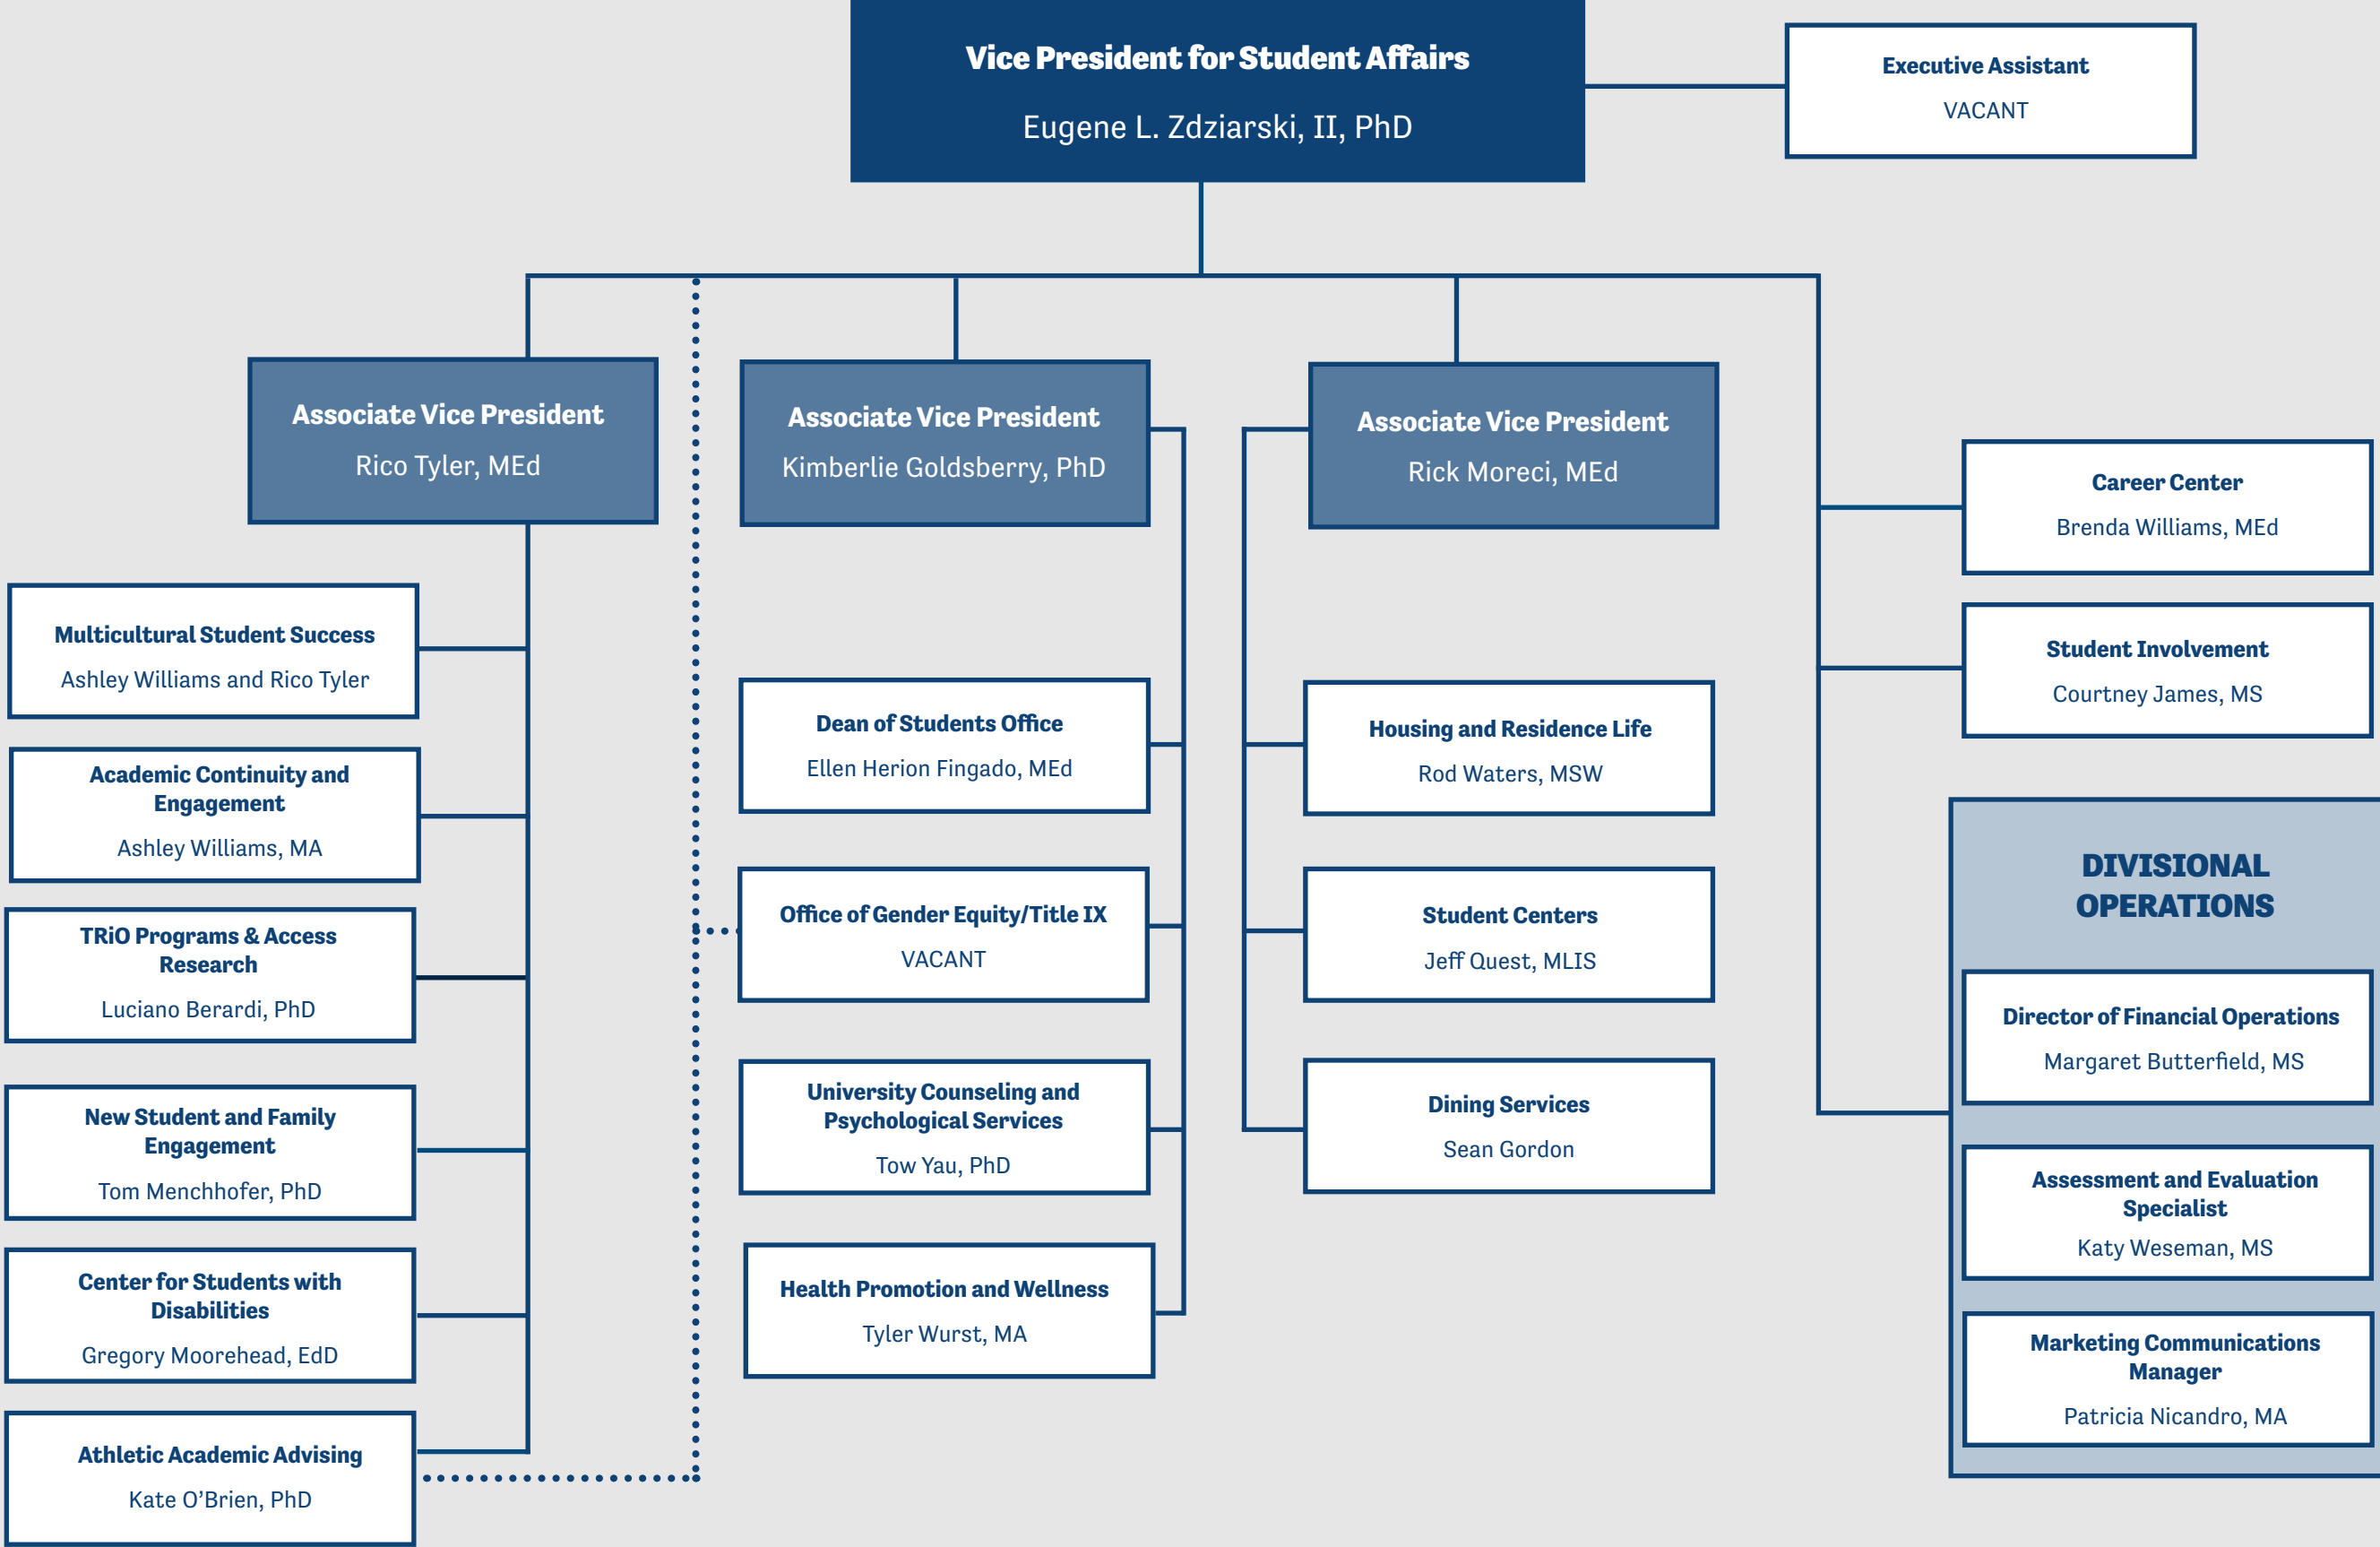 Vice President for Student Affairs
Eugene L. Zdziarski, II, PhD
Executive Assistant
VACANT
Associate Vice President
Rico Tyler, MEd
Multicultural Student Success
Ashley Williams and Rico Tyler
Academic Continuity and
Engagement
Ashley Williams, MA
TRiO Programs & Access
Research
Luciano Berardi, PhD
New Student and Family
Engagement
Tom Menchhofer, PhD
Center for Students with
Disabilities
Gregory Moorehead, EdD
Athletic Academic Advising
Kate O’Brien, PhD
Associate Vice President
Kimberlie Goldsberry, PhD
Dean of Students Office
Ellen Herion Fingado, MEd
Office of Gender Equity/Title IX
VACANT
University Counseling and
Psychological Services
Tow Yau, PhD
Health Promotion and Wellness
Tyler Wurst, MA
Associate Vice President
Rick Moreci, MEd
Housing and Residence Life
Rod Waters, MSW
Student Centers
Jeff Quest, MLIS
Dining Services
Sean Gordon
Career Center
Brenda Williams, MEd
Student Involvement
Courtney James, MS
DIVISIONAL
OPERATIONS
Director of Financial Operations
Margaret Butterfield, MS
Assessment and Evaluation
Specialist
Katy Weseman, MS
Marketing Communications
Manager
Patricia Nicandro, MA